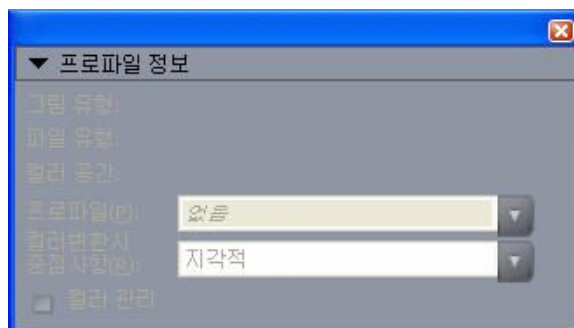 ▼ 프로파일 정보
그림 유형:
파일 유형:
컬러 공간:
프로파일(P): 없음
컬러변환시
중점사항(R): 지각적
컬러 관리